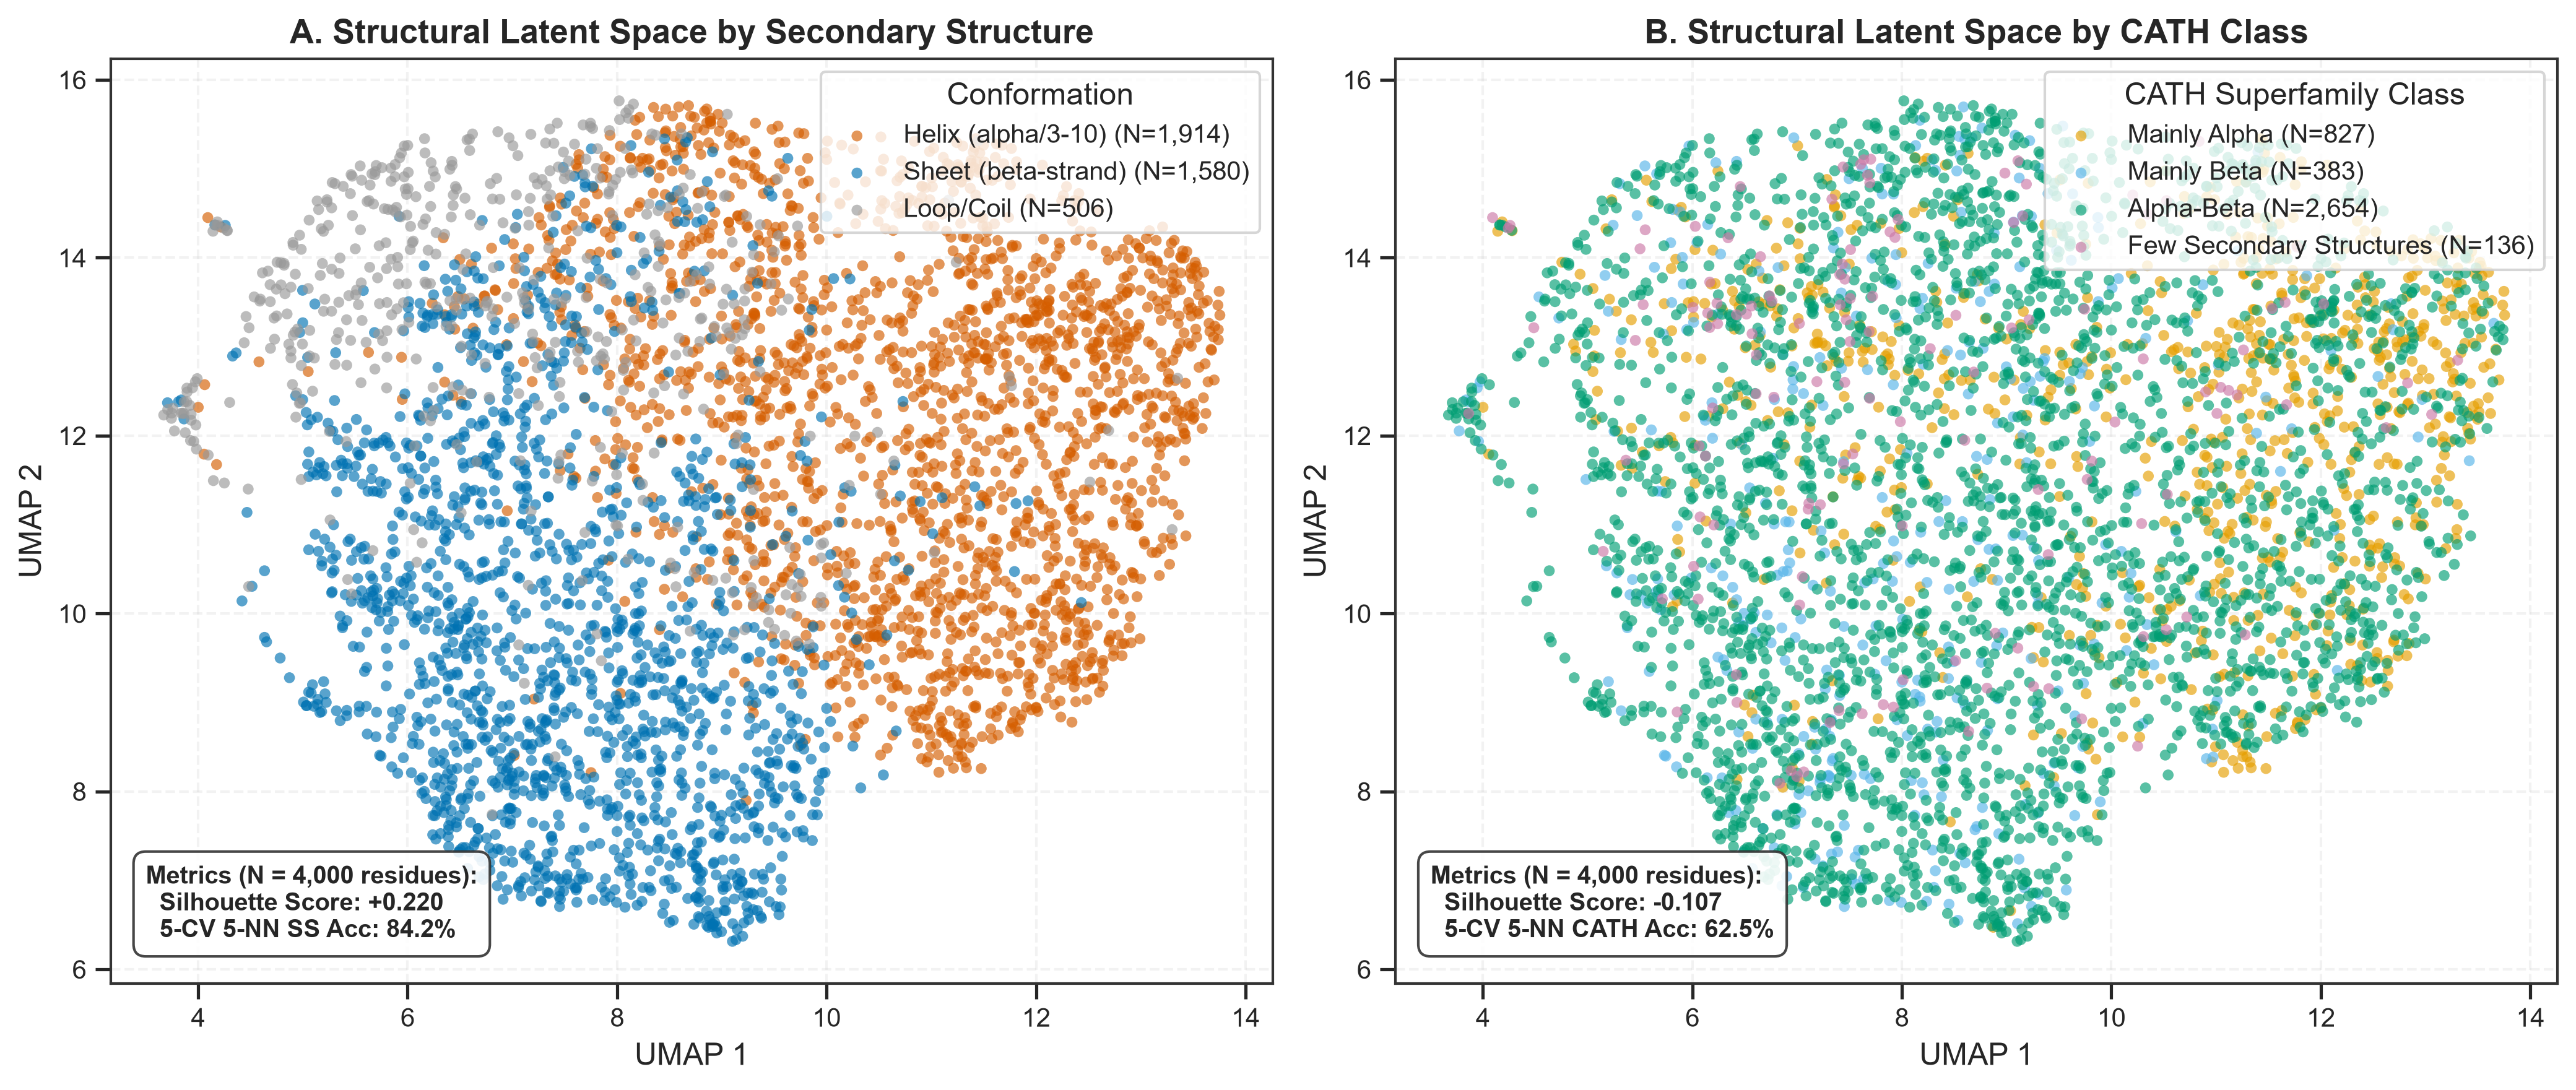 A. Structural Latent Space by Secondary Structure
16
14
12
10
8
6
UMAP 2
4
6
8
10
12
14
UMAP 1
Conformation
Helix (alpha/3-10) (N=1,914)
Sheet (beta-strand) (N=1,580)
Loop/Coil (N=506)
Metrics (N = 4,000 residues):
Silhouette Score: +0.220
5-CV 5-NN SS Acc: 84.2%
B. Structural Latent Space by CATH Class
16
14
12
10
8
6
UMAP 2
4
6
8
10
12
14
UMAP 1
CATH Superfamily Class
Mainly Alpha (N=827)
Mainly Beta (N=383)
Alpha-Beta (N=2,654)
Few Secondary Structures (N=136)
Metrics (N = 4,000 residues):
Silhouette Score: -0.107
5-CV 5-NN CATH Acc: 62.5%